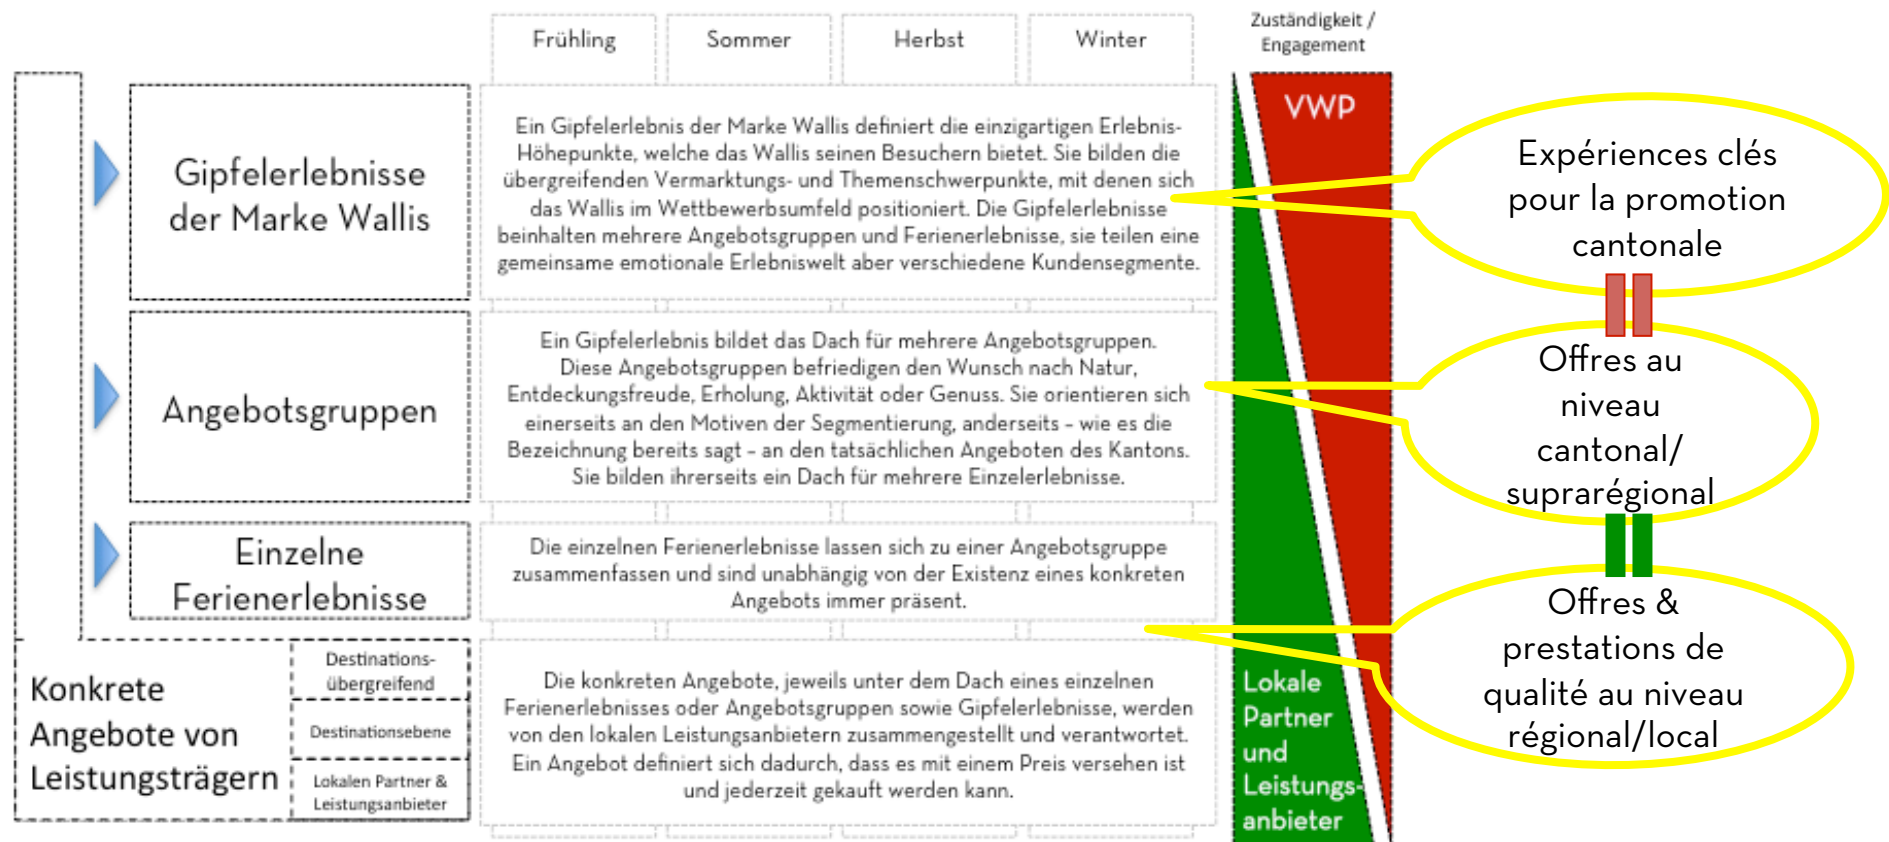 Frühling
Sommer
Herbst
Winter
Zuständigkeit /
Engagement
Gipfelerlebnisse
der Marke Wallis
Ein Gipfelerlebnis der Marke Wallis definiert die einzigartigen Erlebnis-
Höhepunkte, welche das Wallis seinen Besuchern bietet. Sie bilden die
übergreifenden Vermarktungs- und Themenschwerpunkte, mit denen sich
das Wallis im Wettbewerbsumfeld positioniert. Die Gipfelerlebnisse
beinhalten mehrere Angebotsgruppen und Ferienerlebnisse, sie teilen eine
gemeinsame emotionale Erlebniswelt aber verschiedene Kundensegmente.
VWP
Expériences clés
pour la promotion
cantonale
Angebotsgruppen
Ein Gipfelerlebnis bildet das Dach für mehrere Angebotsgruppen.
Diese Angebotsgruppen befriedigen den Wunsch nach Natur,
Entdeckungsfreude, Erholung, Aktivität oder Genuss. Sie orientieren sich
einerseits an den Motiven der Segmentierung, anderseits - wie es die
Bezeichnung bereits sagt - an den tatsächlichen Angeboten des Kantons.
Sie bilden ihrerseits ein Dach für mehrere Einzelerlebnisse.
Offres au
niveau
cantonal/
suprarégional
Einzelne
Ferienerlebnisse
Die einzelnen Ferienerlebnisse lassen sich zu einer Angebotsgruppe
zusammenfassen und sind unabhängig von der Existenz eines konkreten
Angebots immer präsent.
Offres &
prestations de
qualité au niveau
régional/local
Konkrete
Angebote von
Leistungsträgern
Destinations-
übergreifend
Destinationsebene
Lokalen Partner &
Leistungsanbieter
Die konkreten Angebote, jeweils unter dem Dach eines einzelnen
Ferienerlebnisses oder Angebotsgruppen sowie Gipfelerlebnisse, werden
von den lokalen Leistungsanbietern zusammengestellt und verantwortet.
Ein Angebot definiert sich dadurch, dass es mit einem Preis versehen ist
und jederzeit gekauft werden kann.
Lokale
Partner
und
Leistungs-
anbieter